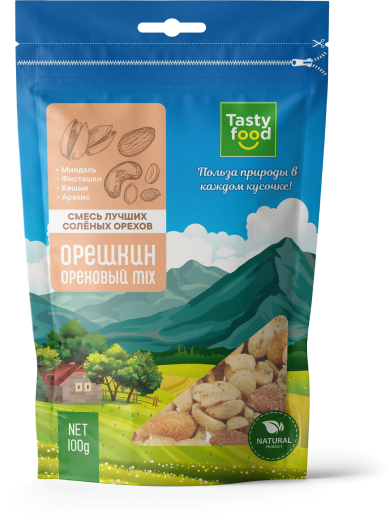 Tasty
food
Польза природы в
каждом кусочке!
• Миндаль
• Фисташки
• Кешью
• Арахис
СМЕСЬ ЛУЧШИХ
СОЛЁНЫХ ОРЕХОВ
ОРЕШКИН
ОРЕХОВЫЙ MIX
NET
100g
NATURAL
PRODUCT